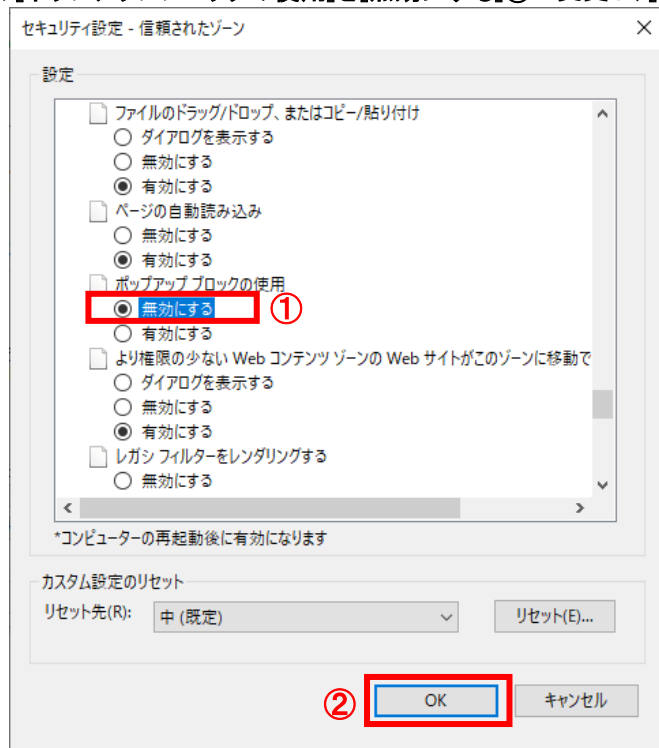 セキュリティ設定 - 信頼されたゾーン
設定
ファイルのドラッグ/ドロップ、またはコピー/貼り付け
ダイアログを表示する
無効にする
有効にする
ページの自動読み込み
無効にする
有効にする
ポップアップ ブロックの使用
無効にする ①
有効にする
より権限の少ない Web コンテンツ ゾーンの Web サイトがこのゾーンに移動で
ダイアログを表示する
無効にする
有効にする
レガシ フィルターをレンダリングする
無効にする
*コンピューターの再起動後に有効になります
カスタム設定のリセット
リセット先(R): 中 (既定) リセット(E)...
② OK キャンセル